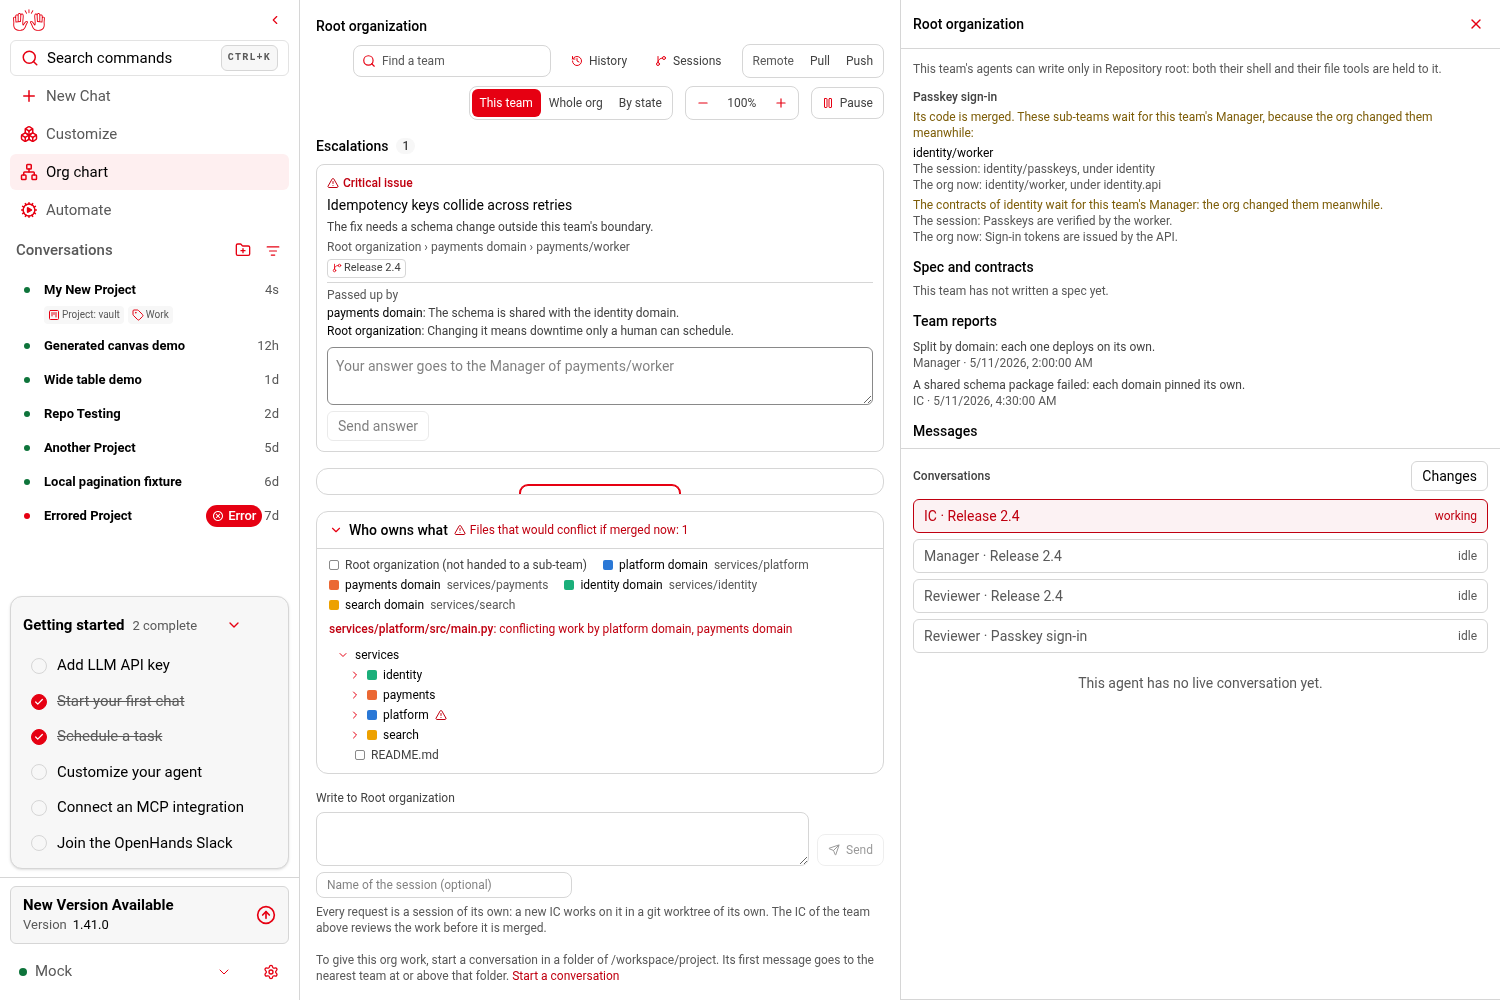 Search commands
CTRL+K
New Chat
Customize
Org chart
Automate
Conversations
My New Project 4s
Project: vault Work
Generated canvas demo 12h
Wide table demo 1d
Repo Testing 2d
Another Project 5d
Local pagination fixture 6d
Errored Project Error 7d
Getting started 2 complete
Add LLM API key
Start your first chat
Schedule a task
Customize your agent
Connect an MCP integration
Join the OpenHands Slack
New Version Available
Version 1.41.0
Mock
Root organization
Find a team
History
Sessions
Remote Pull Push
This team Whole org By state
100%
Pause
Escalations 1
Critical issue
Idempotency keys collide across retries
The fix needs a schema change outside this team's boundary.
Root organization › payments domain › payments/worker
Release 2.4
Passed up by
payments domain: The schema is shared with the identity domain.
Root organization: Changing it means downtime only a human can schedule.
Your answer goes to the Manager of payments/worker
Send answer
Who owns what Files that would conflict if merged now: 1
Root organization (not handed to a sub-team) platform domain services/platform
payments domain services/payments identity domain services/identity
search domain services/search
services/platform/src/main.py: conflicting work by platform domain, payments domain
services
identity
payments
platform
search
README.md
Write to Root organization
Send
Name of the session (optional)
Every request is a session of its own: a new IC works on it in a git worktree of its own. The IC of the team
above reviews the work before it is merged.
To give this org work, start a conversation in a folder of /workspace/project. Its first message goes to the
nearest team at or above that folder. Start a conversation
Root organization
This team's agents can write only in Repository root: both their shell and their file tools are held to it.
Passkey sign-in
Its code is merged. These sub-teams wait for this team's Manager, because the org changed them
meanwhile:
identity/worker
The session: identity/passkeys, under identity
The org now: identity/worker, under identity.api
The contracts of identity wait for this team's Manager: the org changed them meanwhile.
The session: Passkeys are verified by the worker.
The org now: Sign-in tokens are issued by the API.
Spec and contracts
This team has not written a spec yet.
Team reports
Split by domain: each one deploys on its own.
Manager · 5/11/2026, 2:00:00 AM
A shared schema package failed: each domain pinned its own.
IC · 5/11/2026, 4:30:00 AM
Messages
Conversations
Changes
IC · Release 2.4 working
Manager · Release 2.4 idle
Reviewer · Release 2.4 idle
Reviewer · Passkey sign-in idle
This agent has no live conversation yet.